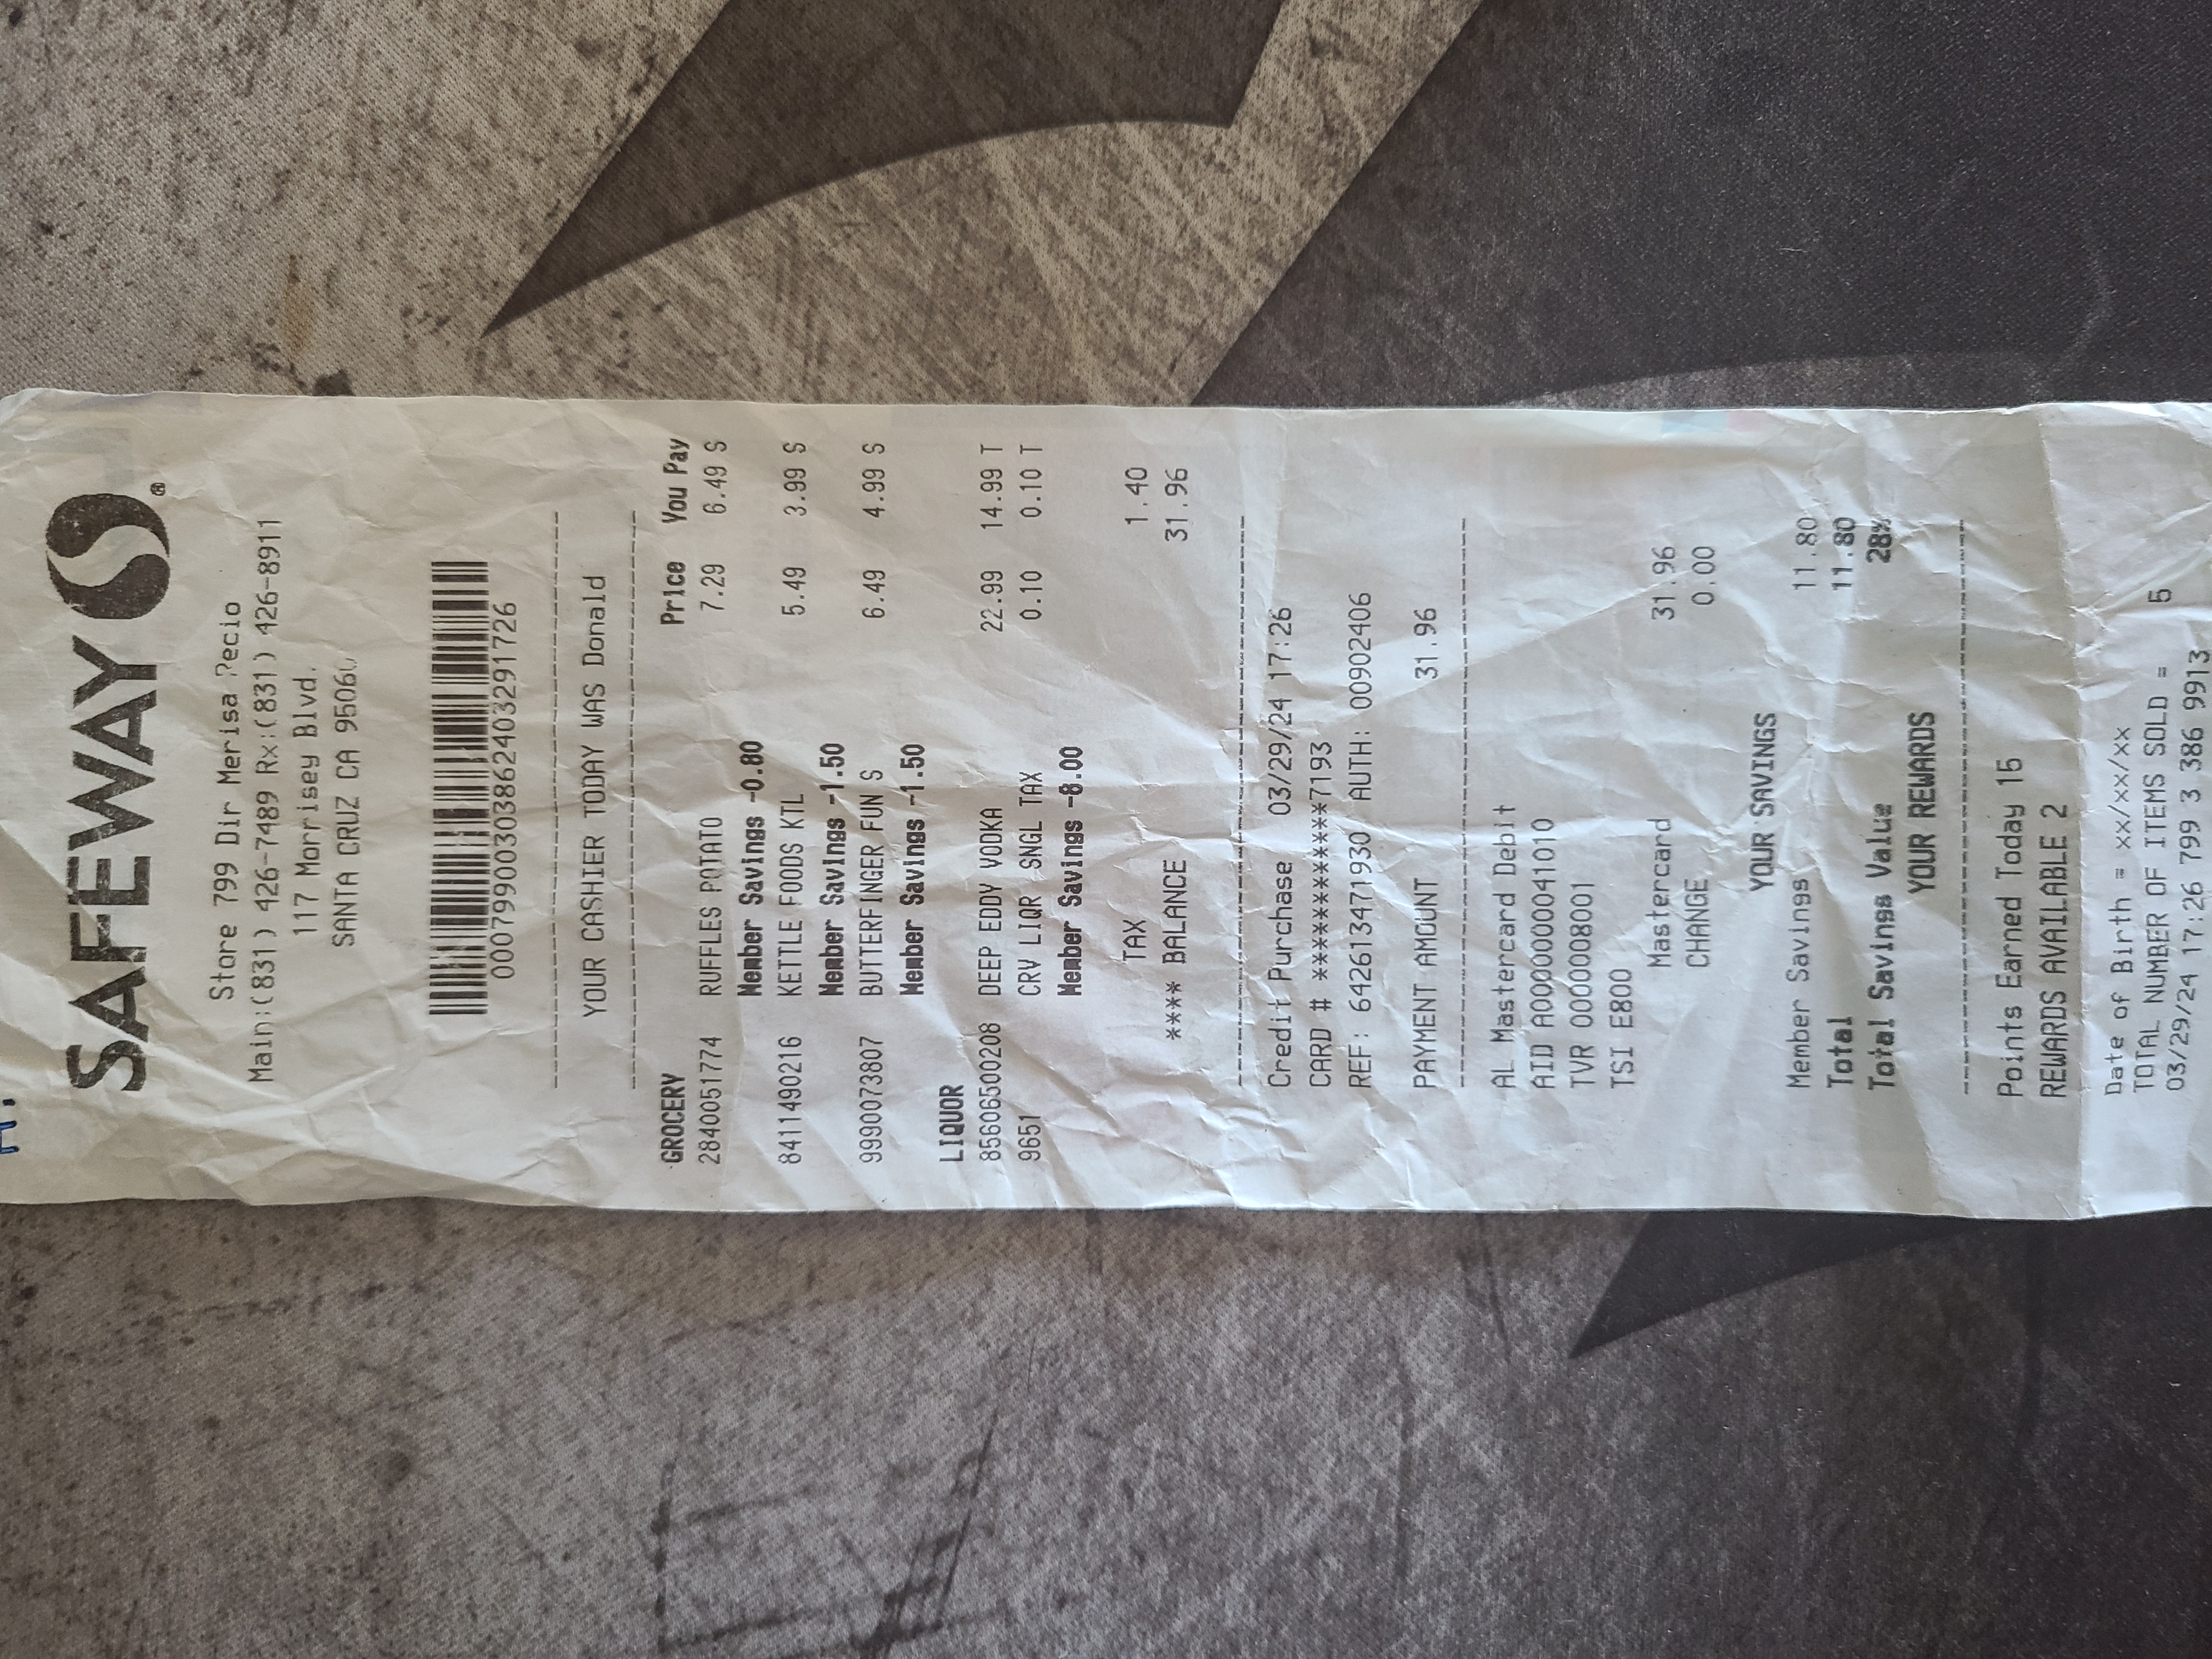 SAFEWAY ®
Store 799 Dir Merisa Pecio
Main:(831) 426-7489 Rx:(831) 426-8911
117 Morrisey Blvd.
SANTA CRUZ CA 95060
00079900303862403291726
YOUR CASHIER TODAY WAS Donald
GROCERY Price You Pay
2840051774 RUFFLES POTATO 7.29 6.49 S
Member Savings -0.80
8411490216 KETTLE FOODS KTL 5.49 3.99 S
Member Savings -1.50
9990073807 BUTTERFINGER FUN S 6.49 4.99 S
Member Savings -1.50
LIQUOR
85606500208 DEEP EDDY VODKA 22.99 14.99 T
9651 CRV LIQR SNGL TAX 0.10 0.10 T
Member Savings -8.00
TAX 1.40
**** BALANCE 31.96
Credit Purchase 03/29/24 17:26
CARD # ************7193
REF: 642613471930 AUTH: 00902406
PAYMENT AMOUNT 31.96
AL Mastercard Debit
AID A0000000041010
TVR 0000008001
TSI E800
Mastercard 31.96
CHANGE 0.00
YOUR SAVINGS
Member Savings 11.80
Total 11.80
Total Savings Value 28%
YOUR REWARDS
Points Earned Today 15
REWARDS AVAILABLE 2
Date of Birth = xx/xx/xx
TOTAL NUMBER OF ITEMS SOLD = 5
03/29/24 17:26 799 3 386 9913